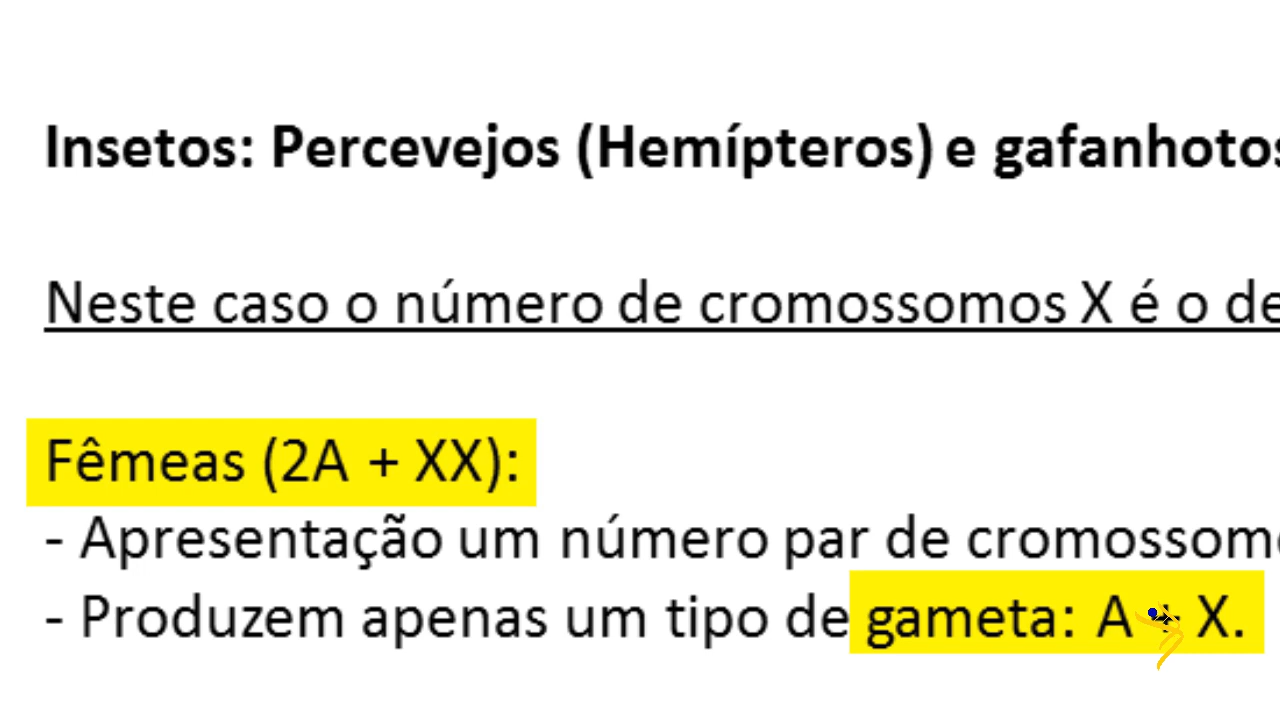 Insetos: Percevejos (Hemípteros) e gafanhotos
Neste caso o número de cromossomos X é o de
Fêmeas (2A + XX):
- Apresentação um número par de cromossomo
- Produzem apenas um tipo de gameta: A + X.